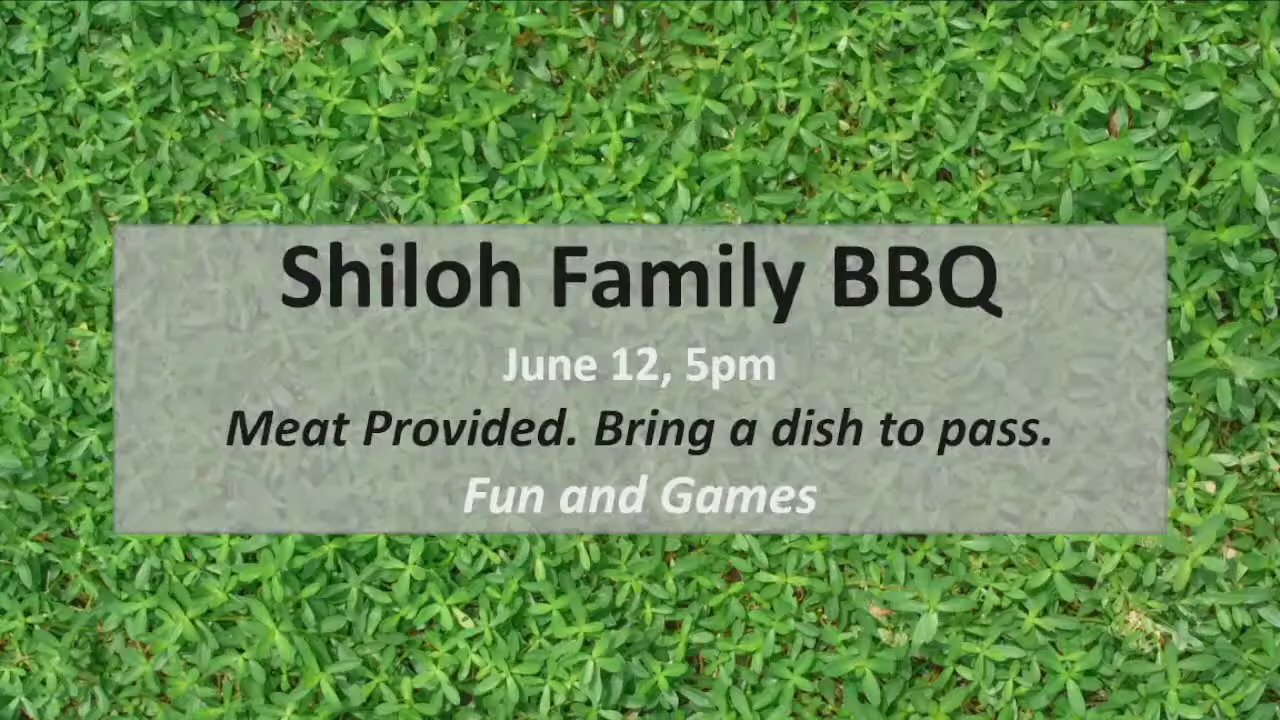 Shiloh Family BBQ
June 12, 5pm
Meat Provided. Bring a dish to pass.
Fun and Games